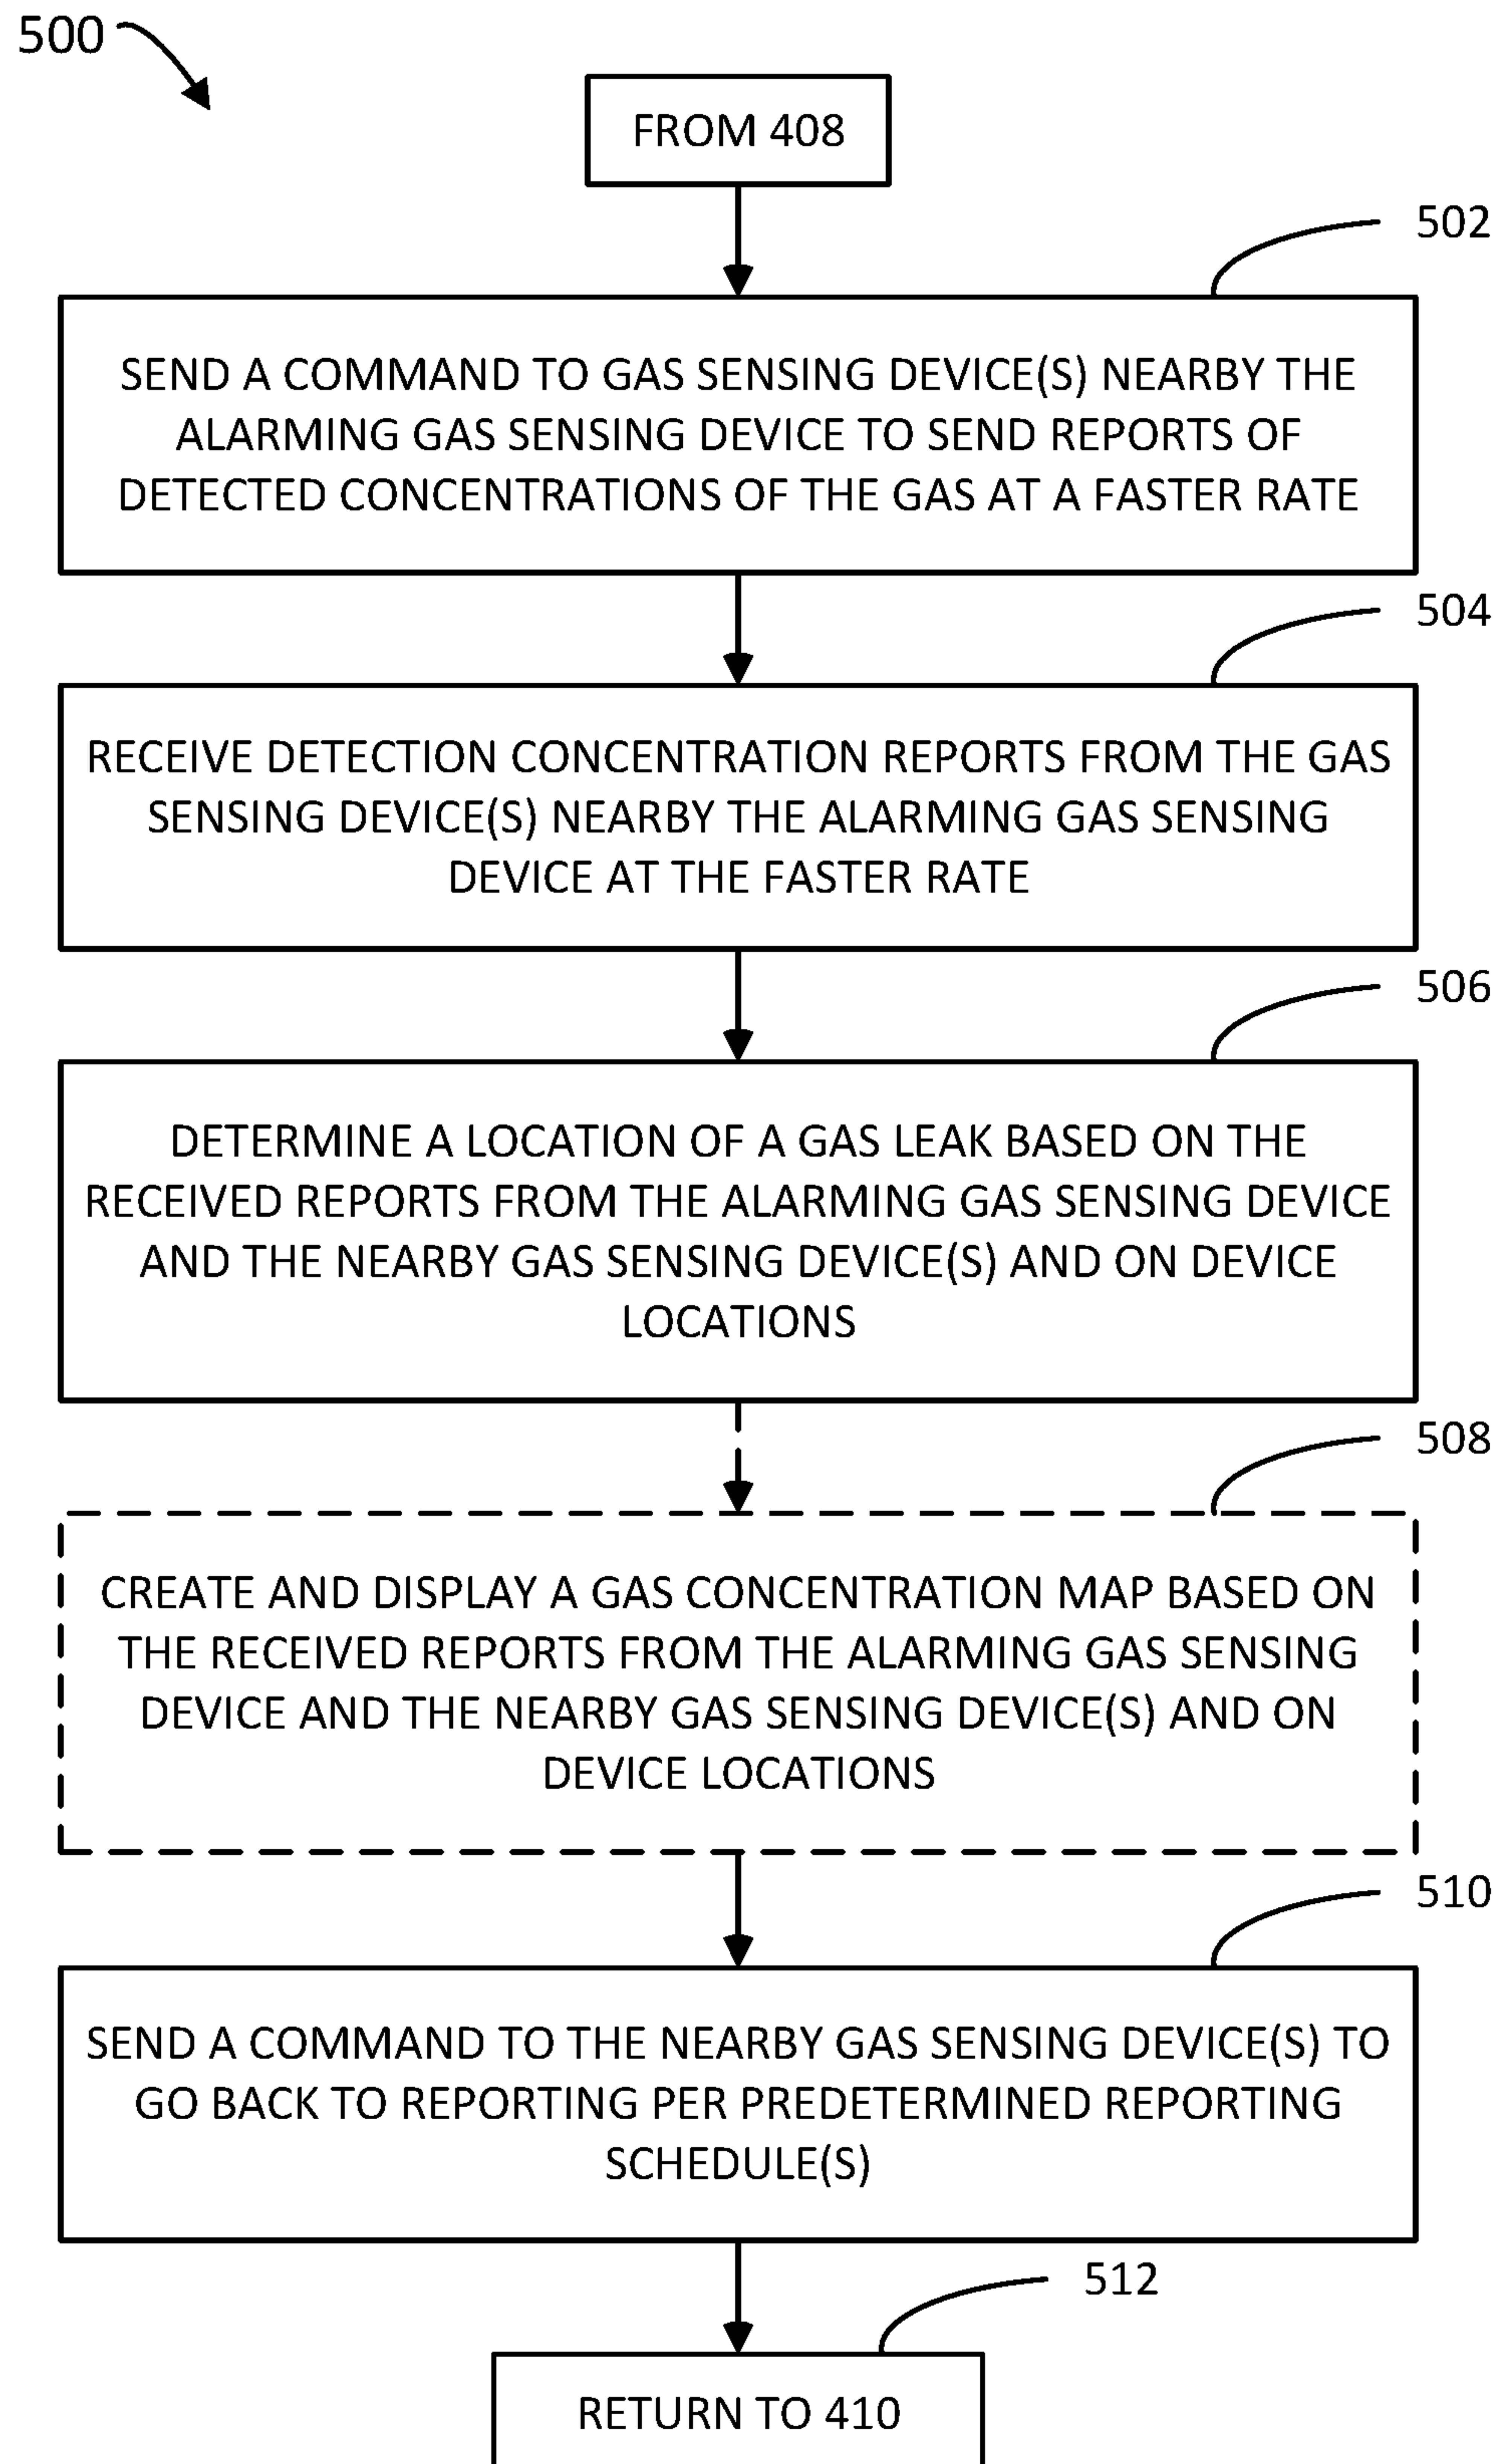 500
FROM 408
502
SEND A COMMAND TO GAS SENSING DEVICE(S) NEARBY THE
ALARMING GAS SENSING DEVICE TO SEND REPORTS OF
DETECTED CONCENTRATIONS OF THE GAS AT A FASTER RATE
504
RECEIVE DETECTION CONCENTRATION REPORTS FROM THE GAS
SENSING DEVICE(S) NEARBY THE ALARMING GAS SENSING
DEVICE AT THE FASTER RATE
506
DETERMINE A LOCATION OF A GAS LEAK BASED ON THE
RECEIVED REPORTS FROM THE ALARMING GAS SENSING DEVICE
AND THE NEARBY GAS SENSING DEVICE(S) AND ON DEVICE
LOCATIONS
508
CREATE AND DISPLAY A GAS CONCENTRATION MAP BASED ON
THE RECEIVED REPORTS FROM THE ALARMING GAS SENSING
DEVICE AND THE NEARBY GAS SENSING DEVICE(S) AND ON
DEVICE LOCATIONS
510
SEND A COMMAND TO THE NEARBY GAS SENSING DEVICE(S) TO
GO BACK TO REPORTING PER PREDETERMINED REPORTING
SCHEDULE(S)
512
RETURN TO 410